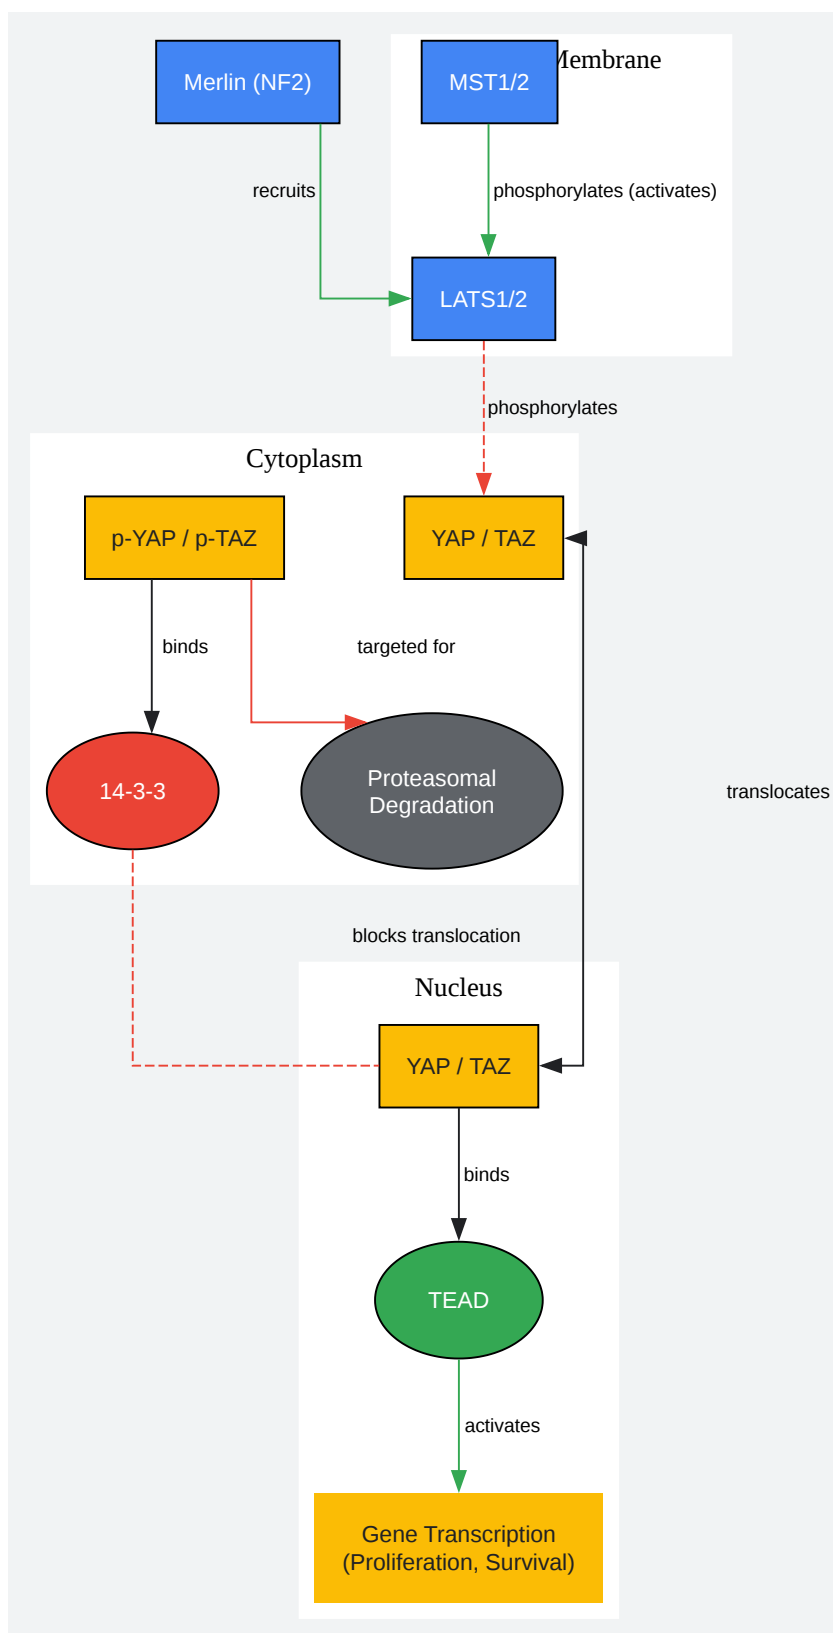 Merlin (NF2)
MST1/2
Membrane
recruits
phosphorylates (activates)
LATS1/2
phosphorylates
Cytoplasm
p-YAP / p-TAZ
YAP / TAZ
binds
targeted for
14-3-3
Proteasomal
Degradation
translocates
blocks translocation
Nucleus
YAP / TAZ
binds
TEAD
activates
Gene Transcription
(Proliferation, Survival)